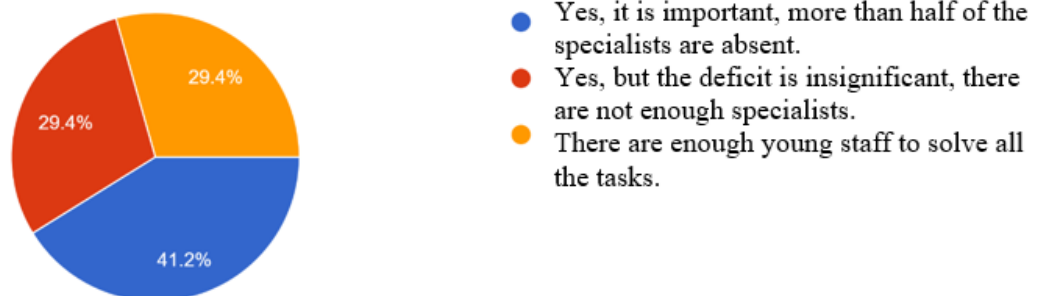 29.4%
29.4%
41.2%
Yes, it is important, more than half of the
specialists are absent.
Yes, but the deficit is insignificant, there
are not enough specialists.
There are enough young staff to solve all
the tasks.